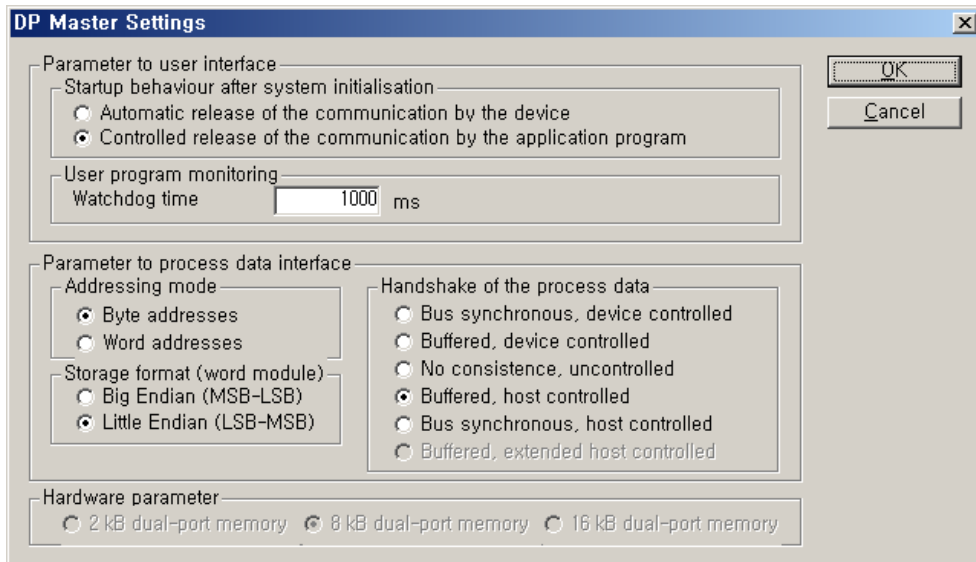 DP Master Settings
Parameter to user interface
Startup behaviour after system initialisation
Automatic release of the communication by the device
Controlled release of the communication by the application program
User program monitoring
Watchdog time 1000 ms
OK
Cancel
Parameter to process data interface
Addressing mode
Byte addresses
Word addresses
Storage format (word module)
Big Endian (MSB-LSB)
Little Endian (LSB-MSB)
Handshake of the process data
Bus synchronous, device controlled
Buffered, device controlled
No consistence, uncontrolled
Buffered, host controlled
Bus synchronous, host controlled
Buffered, extended host controlled
Hardware parameter
2 kB dual-port memory 8 kB dual-port memory 16 kB dual-port memory